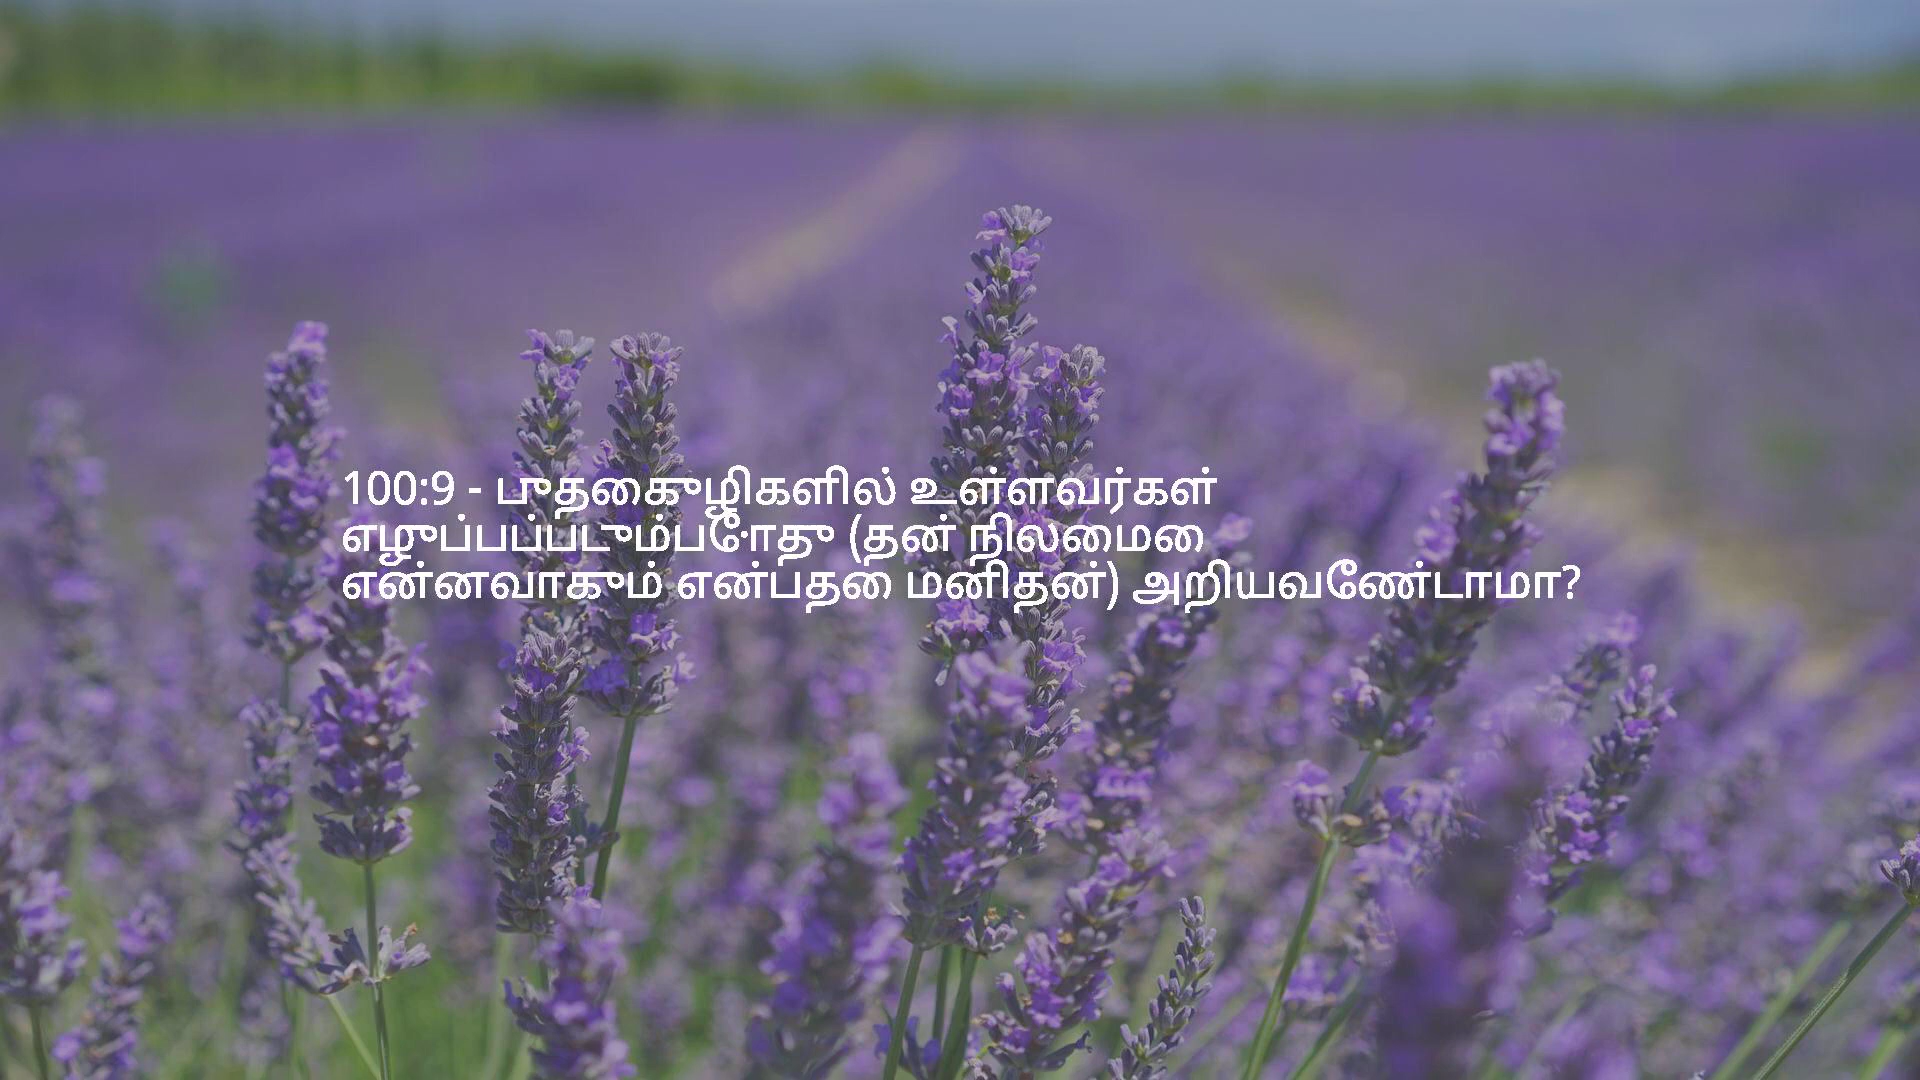 100:9 - புதைகுழிகளில் உள்ளவர்கள்
எழுப்பப்படும்போது (தன் நிலைமை
என்னவாகும் என்பதை மனிதன்) அறியவேண்டாமா?